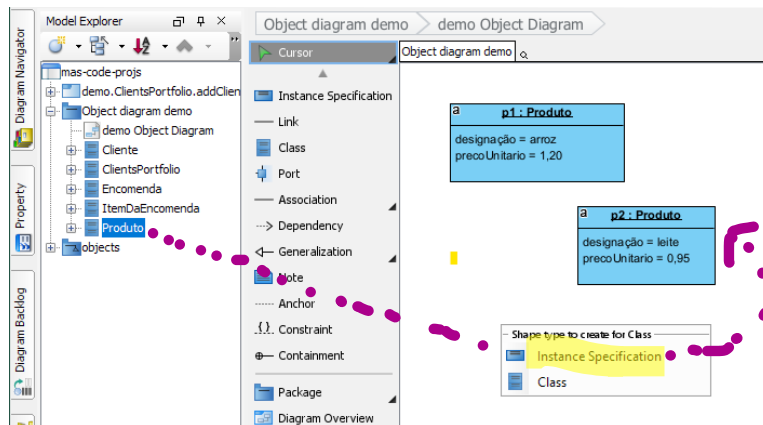 Model Explorer
Object diagram demo
demo Object Diagram
Diagram Navigator
Property
Diagram Backlog
mas-code-projs
demo.ClientsPortfolio.addClien
Object diagram demo
demo Object Diagram
Cliente
ClientsPortfolio
Encomenda
ItemDaEncomenda
Produto
objects
Cursor
Instance Specification
Link
Class
Port
Association
Dependency
Generalization
Note
Anchor
Constraint
Containment
Package
Diagram Overview
Object diagram demo
a
p1 : Produto
designação = arroz
precoUnitario = 1,20
a
p2 : Produto
designação = leite
precoUnitario = 0,95
Shape type to create for Class
Instance Specification
Class